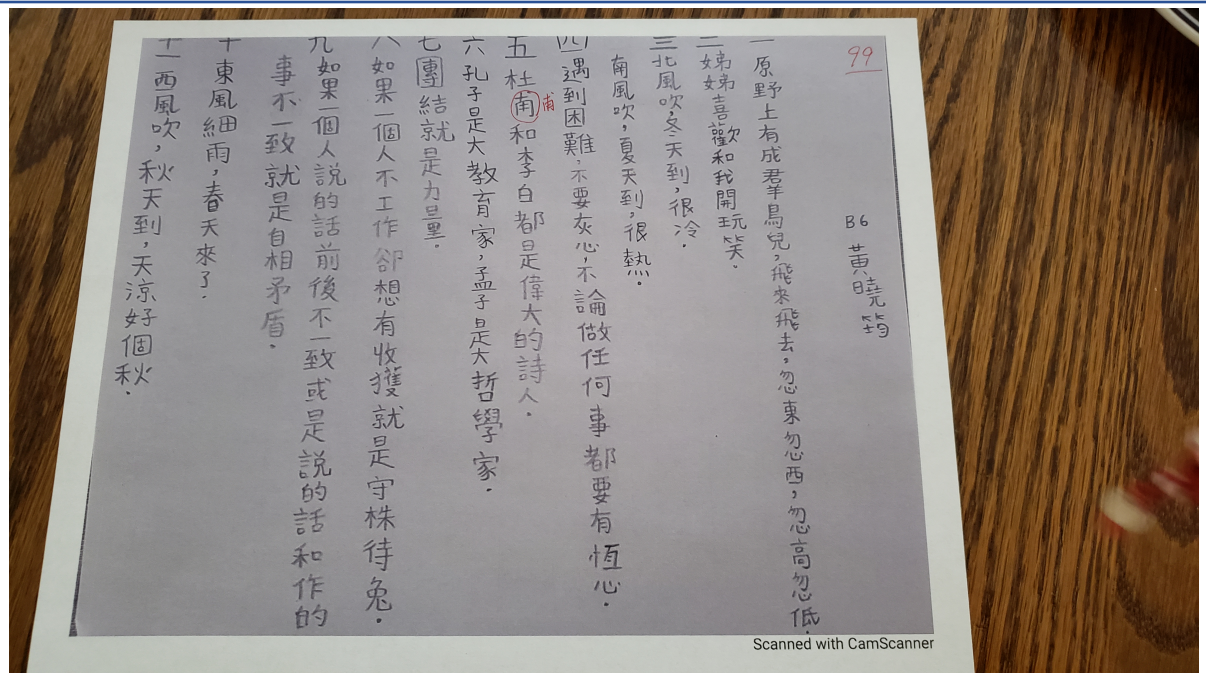 99
B6 黃曉筠
一 原野上有成羣鳥兒，飛來飛去，忽東忽西，忽高忽低．
二 娣娣喜歡和我開玩笑．
三 北風吹，冬天到，很冷．
南風吹，夏天到，很熱．
四 遇到困難，不要灰心，不論做任何事都要有恆心．
五 杜甫和李白都是偉大的詩人．
甫
六 孔子是大教育家，孟子是大哲學家．
七 團結就是力量．
八 如果一個人不工作卻想有收獲就是守株待兔．
九 如果一個人說的話前後不一致或是說的話和作的
事不一致就是自相矛盾．
十 東風細雨，春天來了．
十一 西風吹，秋天到，天涼好個秋．
Scanned with CamScanner